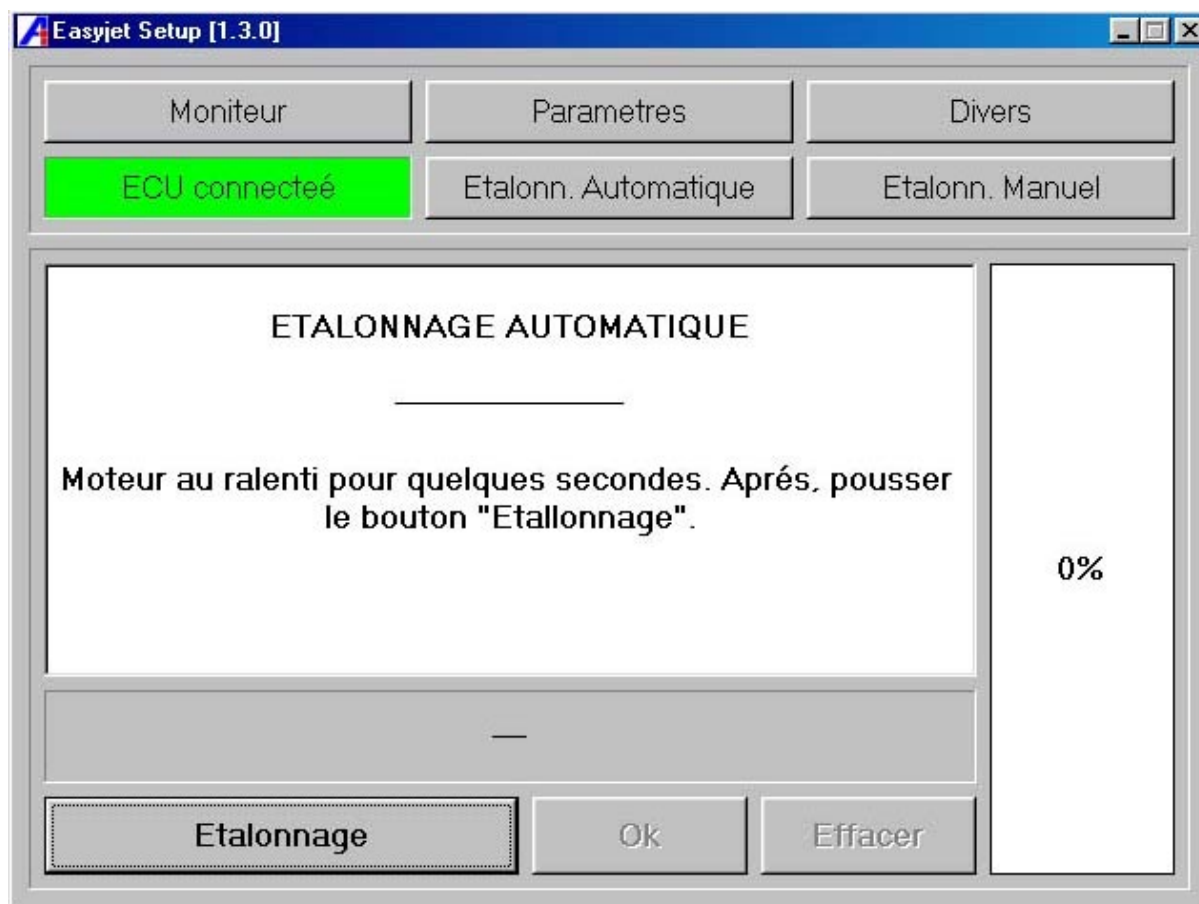 Easyjet Setup [1.3.0]
Moniteur
Parametres
Divers
ECU connecteé
Etalonn. Automatique
Etalonn. Manuel
ETALONNAGE AUTOMATIQUE
Moteur au ralenti pour quelques secondes. Aprés, pousser
le bouton "Etallonnage".
0%
Etalonnage
Ok
Effacer